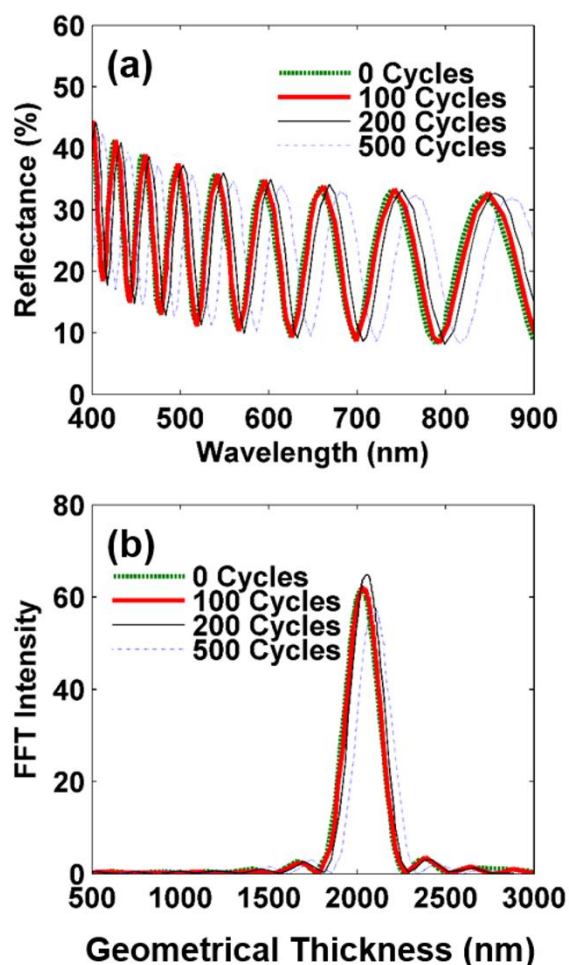 60
(a)
0 Cycles
50
100 Cycles
200 Cycles
40
500 Cycles
Reflectance (%)
30
20
10
0
400 500 600 700 800 900
Wavelength (nm)
80
(b)
0 Cycles
60
100 Cycles
200 Cycles
500 Cycles
FFT Intensity
40
20
0
500 1000 1500 2000 2500 3000
Geometrical Thickness (nm)